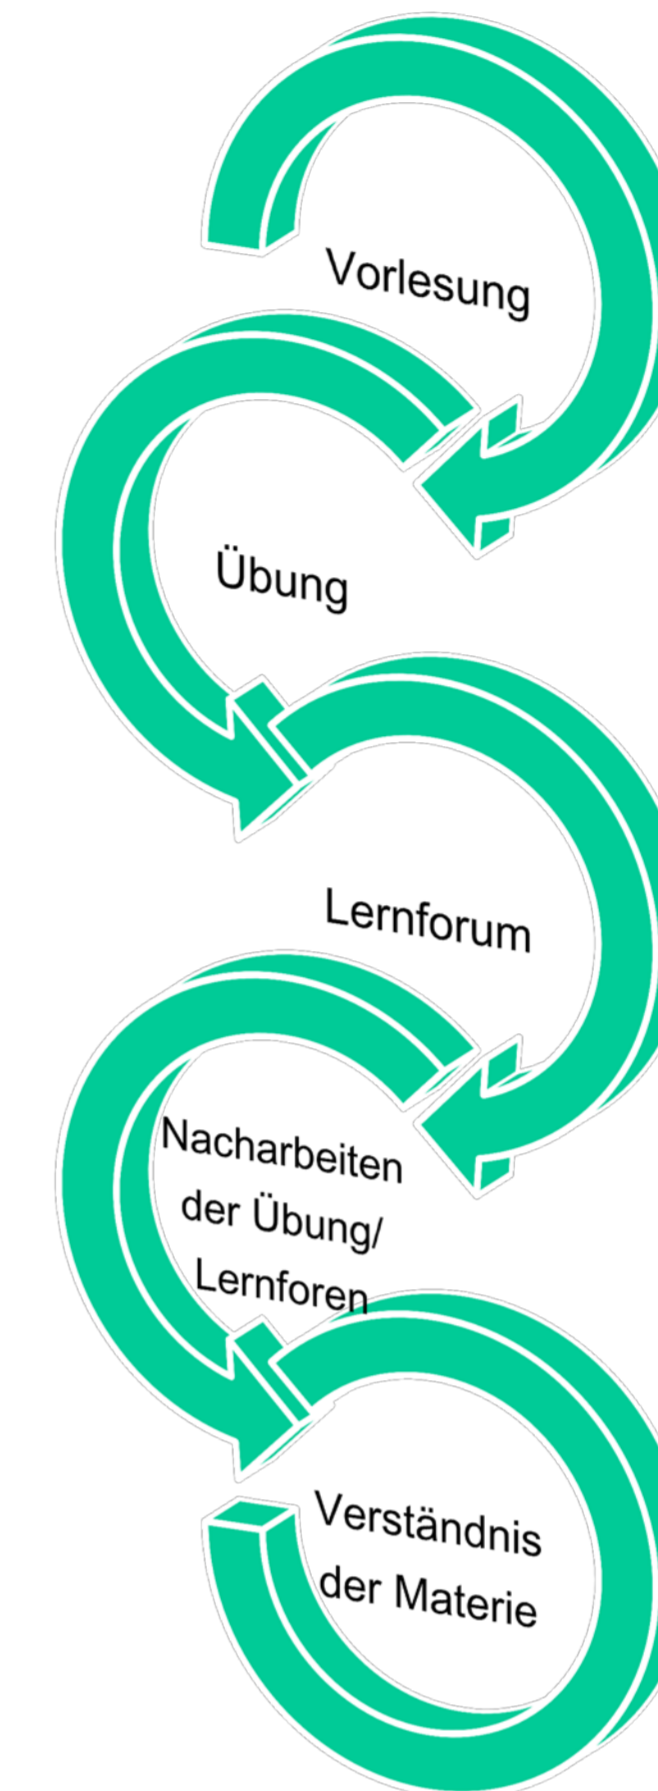 Vorlesung
Übung
Lernforum
Nacharbeiten
der Übung/
Lernforen
Verständnis
der Materie